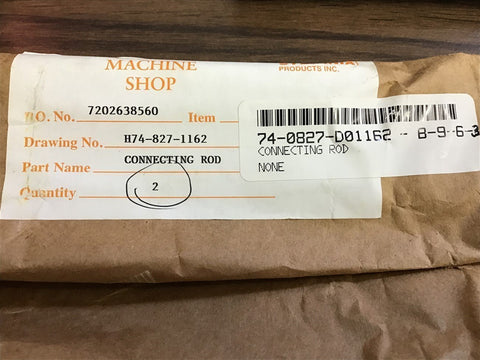 MACHINE
SHOP
PRODUCTS INC.
P.O. No. 7202638560 Item
Drawing No. H74-827-1162
Part Name CONNECTING ROD
Quantity 2
74-0827-D01162 - B-9-6-3
CONNECTING ROD
NONE